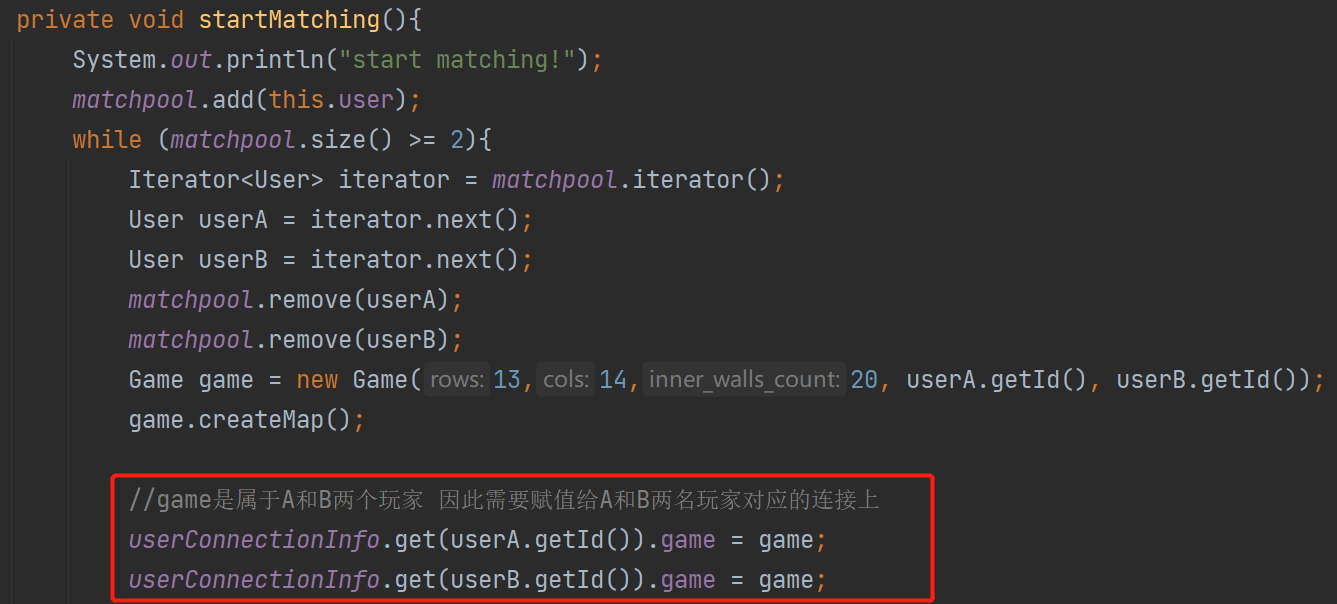 private void startMatching(){
System.out.println("start matching!");
matchpool.add(this.user);
while (matchpool.size() >= 2){
Iterator<User> iterator = matchpool.iterator();
User userA = iterator.next();
User userB = iterator.next();
matchpool.remove(userA);
matchpool.remove(userB);
Game game = new Game( rows: 13, cols: 14, inner_walls_count: 20, userA.getId(), userB.getId());
game.createMap();
//game是属于A和B两个玩家 因此需要赋值给A和B两名玩家对应的连接上
userConnectionInfo.get(userA.getId()).game = game;
userConnectionInfo.get(userB.getId()).game = game;